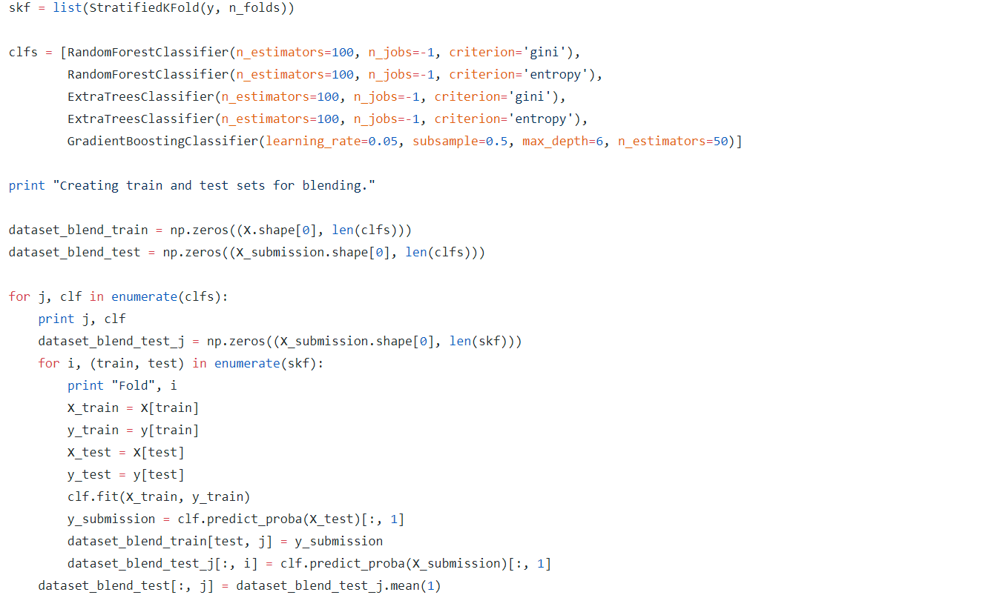 skf = list(StratifiedKFold(y, n_folds))

clfs = [RandomForestClassifier(n_estimators=100, n_jobs=-1, criterion='gini'),
        RandomForestClassifier(n_estimators=100, n_jobs=-1, criterion='entropy'),
        ExtraTreesClassifier(n_estimators=100, n_jobs=-1, criterion='gini'),
        ExtraTreesClassifier(n_estimators=100, n_jobs=-1, criterion='entropy'),
        GradientBoostingClassifier(learning_rate=0.05, subsample=0.5, max_depth=6, n_estimators=50)]

print "Creating train and test sets for blending."

dataset_blend_train = np.zeros((X.shape[0], len(clfs)))
dataset_blend_test = np.zeros((X_submission.shape[0], len(clfs)))

for j, clf in enumerate(clfs):
    print j, clf
    dataset_blend_test_j = np.zeros((X_submission.shape[0], len(skf)))
    for i, (train, test) in enumerate(skf):
        print "Fold", i
        X_train = X[train]
        y_train = y[train]
        X_test = X[test]
        y_test = y[test]
        clf.fit(X_train, y_train)
        y_submission = clf.predict_proba(X_test)[:, 1]
        dataset_blend_train[test, j] = y_submission
        dataset_blend_test_j[:, i] = clf.predict_proba(X_submission)[:, 1]
    dataset_blend_test[:, j] = dataset_blend_test_j.mean(1)